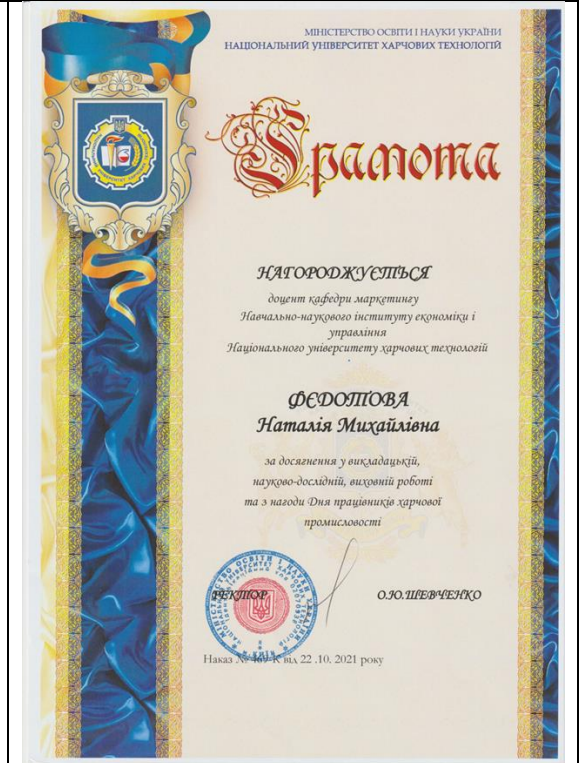 МІНІСТЕРСТВО ОСВІТИ І НАУКИ УКРАЇНИ
НАЦІОНАЛЬНИЙ УНІВЕРСИТЕТ ХАРЧОВИХ ТЕХНОЛОГІЙ
Грамота
НАГОРОДЖУЄТЬСЯ
доцент кафедри маркетингу
Навчально-наукового інституту економіки і
управління
Національного університету харчових технологій
ФЄДОТОВА
Наталія Михайлівна
за досягнення у викладацькій,
науково-дослідній, виховній роботі
та з нагоди Дня працівників харчової
промисловості
РЕКТОР О.Ю.ШЕВЧЕНКО
Наказ № К від 22 .10. 2021 року